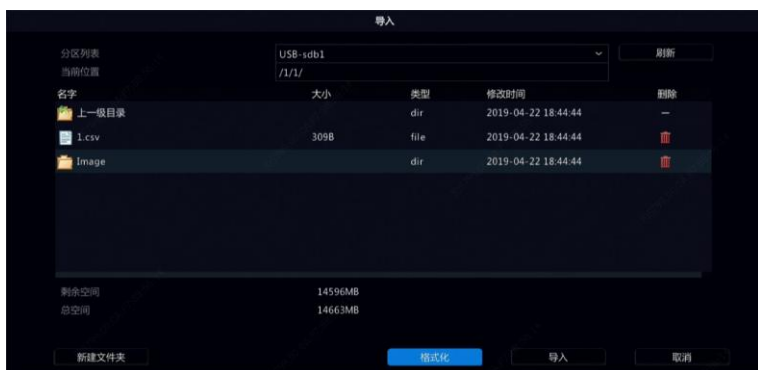 导入
分区列表 USB-sdb1 刷新
当前位置 /1/1/
名字 大小 类型 修改时间 删除
上一级目录 dir 2019-04-22 18:44:44 —
1.csv 309B file 2019-04-22 18:44:44
Image dir 2019-04-22 18:44:44
剩余空间 14596MB
总空间 14663MB
新建文件夹 格式化 导入 取消